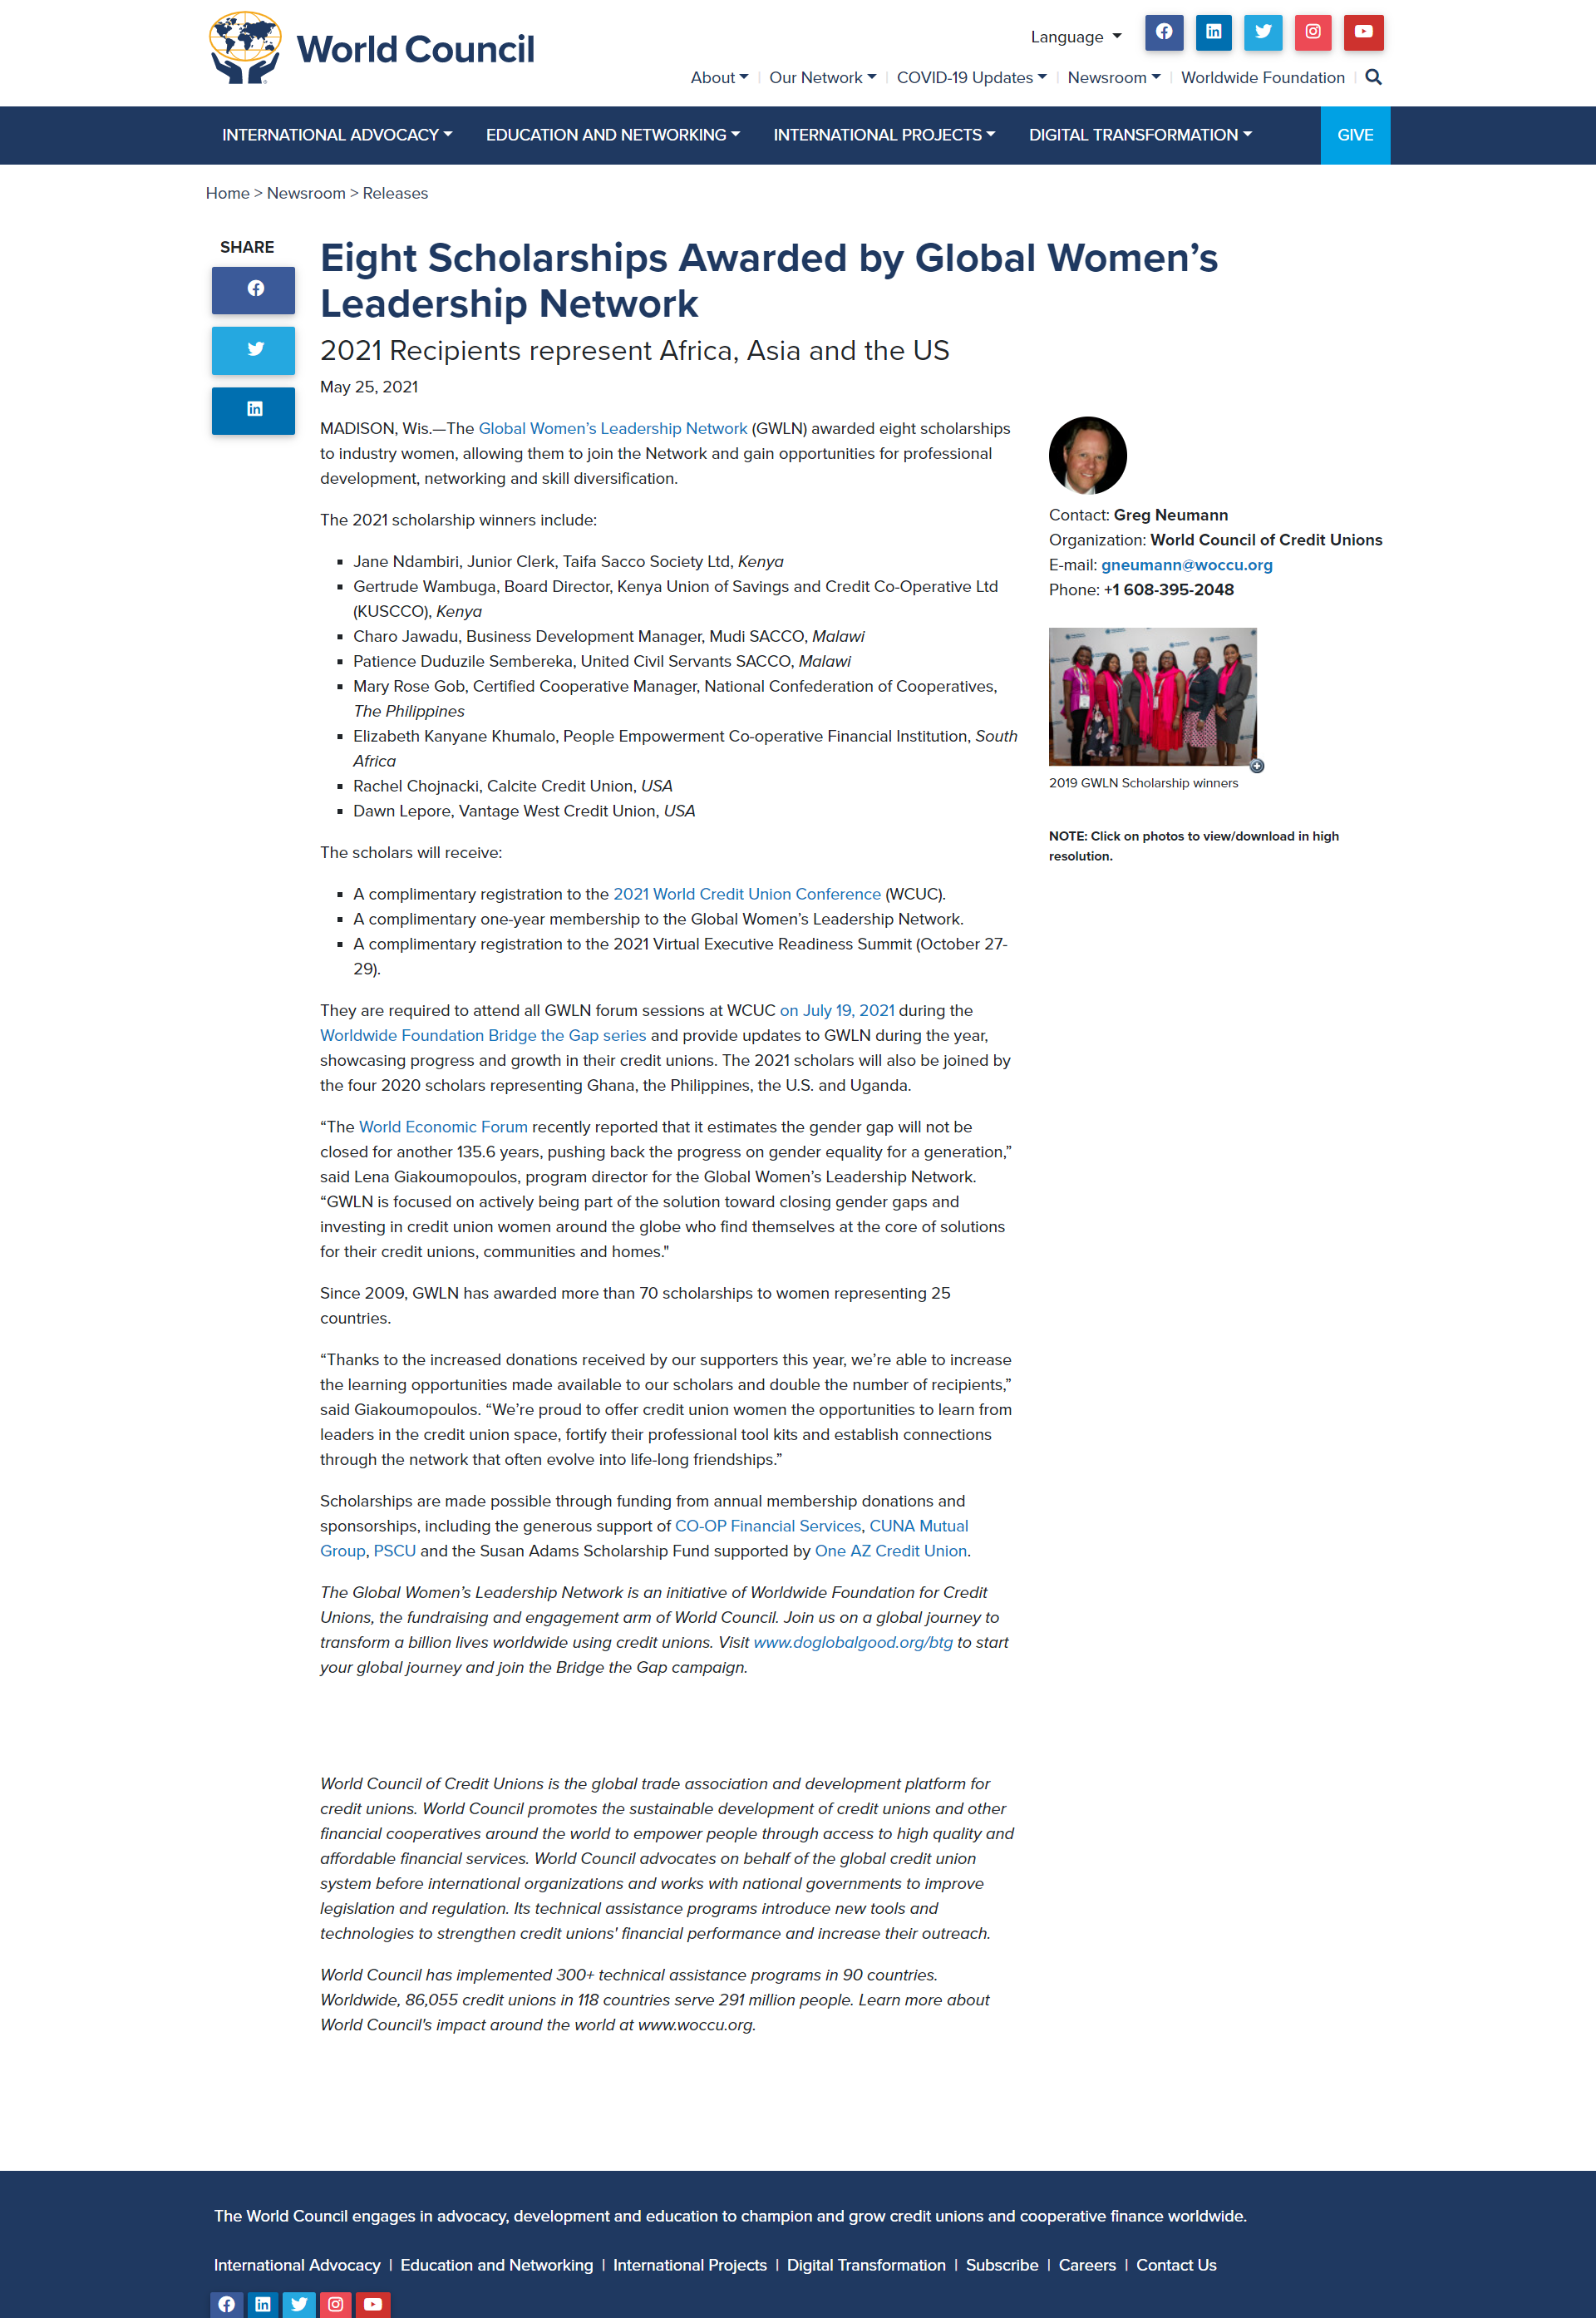 World Council
Language
About
Our Network
COVID-19 Updates
Newsroom
Worldwide Foundation
INTERNATIONAL ADVOCACY
EDUCATION AND NETWORKING
INTERNATIONAL PROJECTS
DIGITAL TRANSFORMATION
GIVE
Home > Newsroom > Releases
SHARE
Eight Scholarships Awarded by Global Women’s
Leadership Network
2021 Recipients represent Africa, Asia and the US
May 25, 2021
MADISON, Wis.—The Global Women’s Leadership Network (GWLN) awarded eight scholarships
to industry women, allowing them to join the Network and gain opportunities for professional
development, networking and skill diversification.
The 2021 scholarship winners include:
▪ Jane Ndambiri, Junior Clerk, Taifa Sacco Society Ltd, Kenya
▪ Gertrude Wambuga, Board Director, Kenya Union of Savings and Credit Co-Operative Ltd
(KUSCCO), Kenya
▪ Charo Jawadu, Business Development Manager, Mudi SACCO, Malawi
▪ Patience Duduzile Sembereka, United Civil Servants SACCO, Malawi
▪ Mary Rose Gob, Certified Cooperative Manager, National Confederation of Cooperatives,
The Philippines
▪ Elizabeth Kanyane Khumalo, People Empowerment Co-operative Financial Institution, South
Africa
▪ Rachel Chojnacki, Calcite Credit Union, USA
▪ Dawn Lepore, Vantage West Credit Union, USA
The scholars will receive:
▪ A complimentary registration to the 2021 World Credit Union Conference (WCUC).
▪ A complimentary one-year membership to the Global Women’s Leadership Network.
▪ A complimentary registration to the 2021 Virtual Executive Readiness Summit (October 27-
29).
They are required to attend all GWLN forum sessions at WCUC on July 19, 2021 during the
Worldwide Foundation Bridge the Gap series and provide updates to GWLN during the year,
showcasing progress and growth in their credit unions. The 2021 scholars will also be joined by
the four 2020 scholars representing Ghana, the Philippines, the U.S. and Uganda.
“The World Economic Forum recently reported that it estimates the gender gap will not be
closed for another 135.6 years, pushing back the progress on gender equality for a generation,”
said Lena Giakoumopoulos, program director for the Global Women’s Leadership Network.
“GWLN is focused on actively being part of the solution toward closing gender gaps and
investing in credit union women around the globe who find themselves at the core of solutions
for their credit unions, communities and homes."
Since 2009, GWLN has awarded more than 70 scholarships to women representing 25
countries.
“Thanks to the increased donations received by our supporters this year, we’re able to increase
the learning opportunities made available to our scholars and double the number of recipients,”
said Giakoumopoulos. “We’re proud to offer credit union women the opportunities to learn from
leaders in the credit union space, fortify their professional tool kits and establish connections
through the network that often evolve into life-long friendships.”
Scholarships are made possible through funding from annual membership donations and
sponsorships, including the generous support of CO-OP Financial Services, CUNA Mutual
Group, PSCU and the Susan Adams Scholarship Fund supported by One AZ Credit Union.
The Global Women’s Leadership Network is an initiative of Worldwide Foundation for Credit
Unions, the fundraising and engagement arm of World Council. Join us on a global journey to
transform a billion lives worldwide using credit unions. Visit www.doglobalgood.org/btg to start
your global journey and join the Bridge the Gap campaign.
World Council of Credit Unions is the global trade association and development platform for
credit unions. World Council promotes the sustainable development of credit unions and other
financial cooperatives around the world to empower people through access to high quality and
affordable financial services. World Council advocates on behalf of the global credit union
system before international organizations and works with national governments to improve
legislation and regulation. Its technical assistance programs introduce new tools and
technologies to strengthen credit unions' financial performance and increase their outreach.
World Council has implemented 300+ technical assistance programs in 90 countries.
Worldwide, 86,055 credit unions in 118 countries serve 291 million people. Learn more about
World Council's impact around the world at www.woccu.org.
Contact: Greg Neumann
Organization: World Council of Credit Unions
E-mail: gneumann@woccu.org
Phone: +1 608-395-2048
2019 GWLN Scholarship winners
NOTE: Click on photos to view/download in high
resolution.
The World Council engages in advocacy, development and education to champion and grow credit unions and cooperative finance worldwide.
International Advocacy | Education and Networking | International Projects | Digital Transformation | Subscribe | Careers | Contact Us